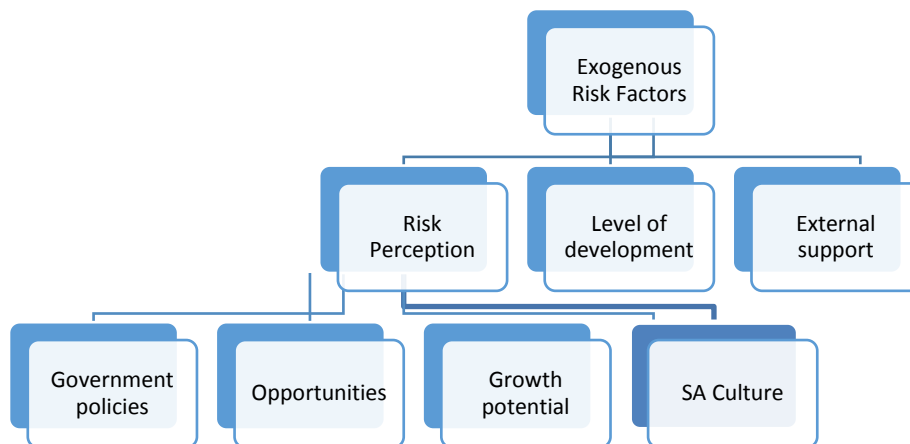 Exogenous
Risk Factors
Risk
Perception
Level of
development
External
support
Government
policies
Opportunities
Growth
potential
SA Culture